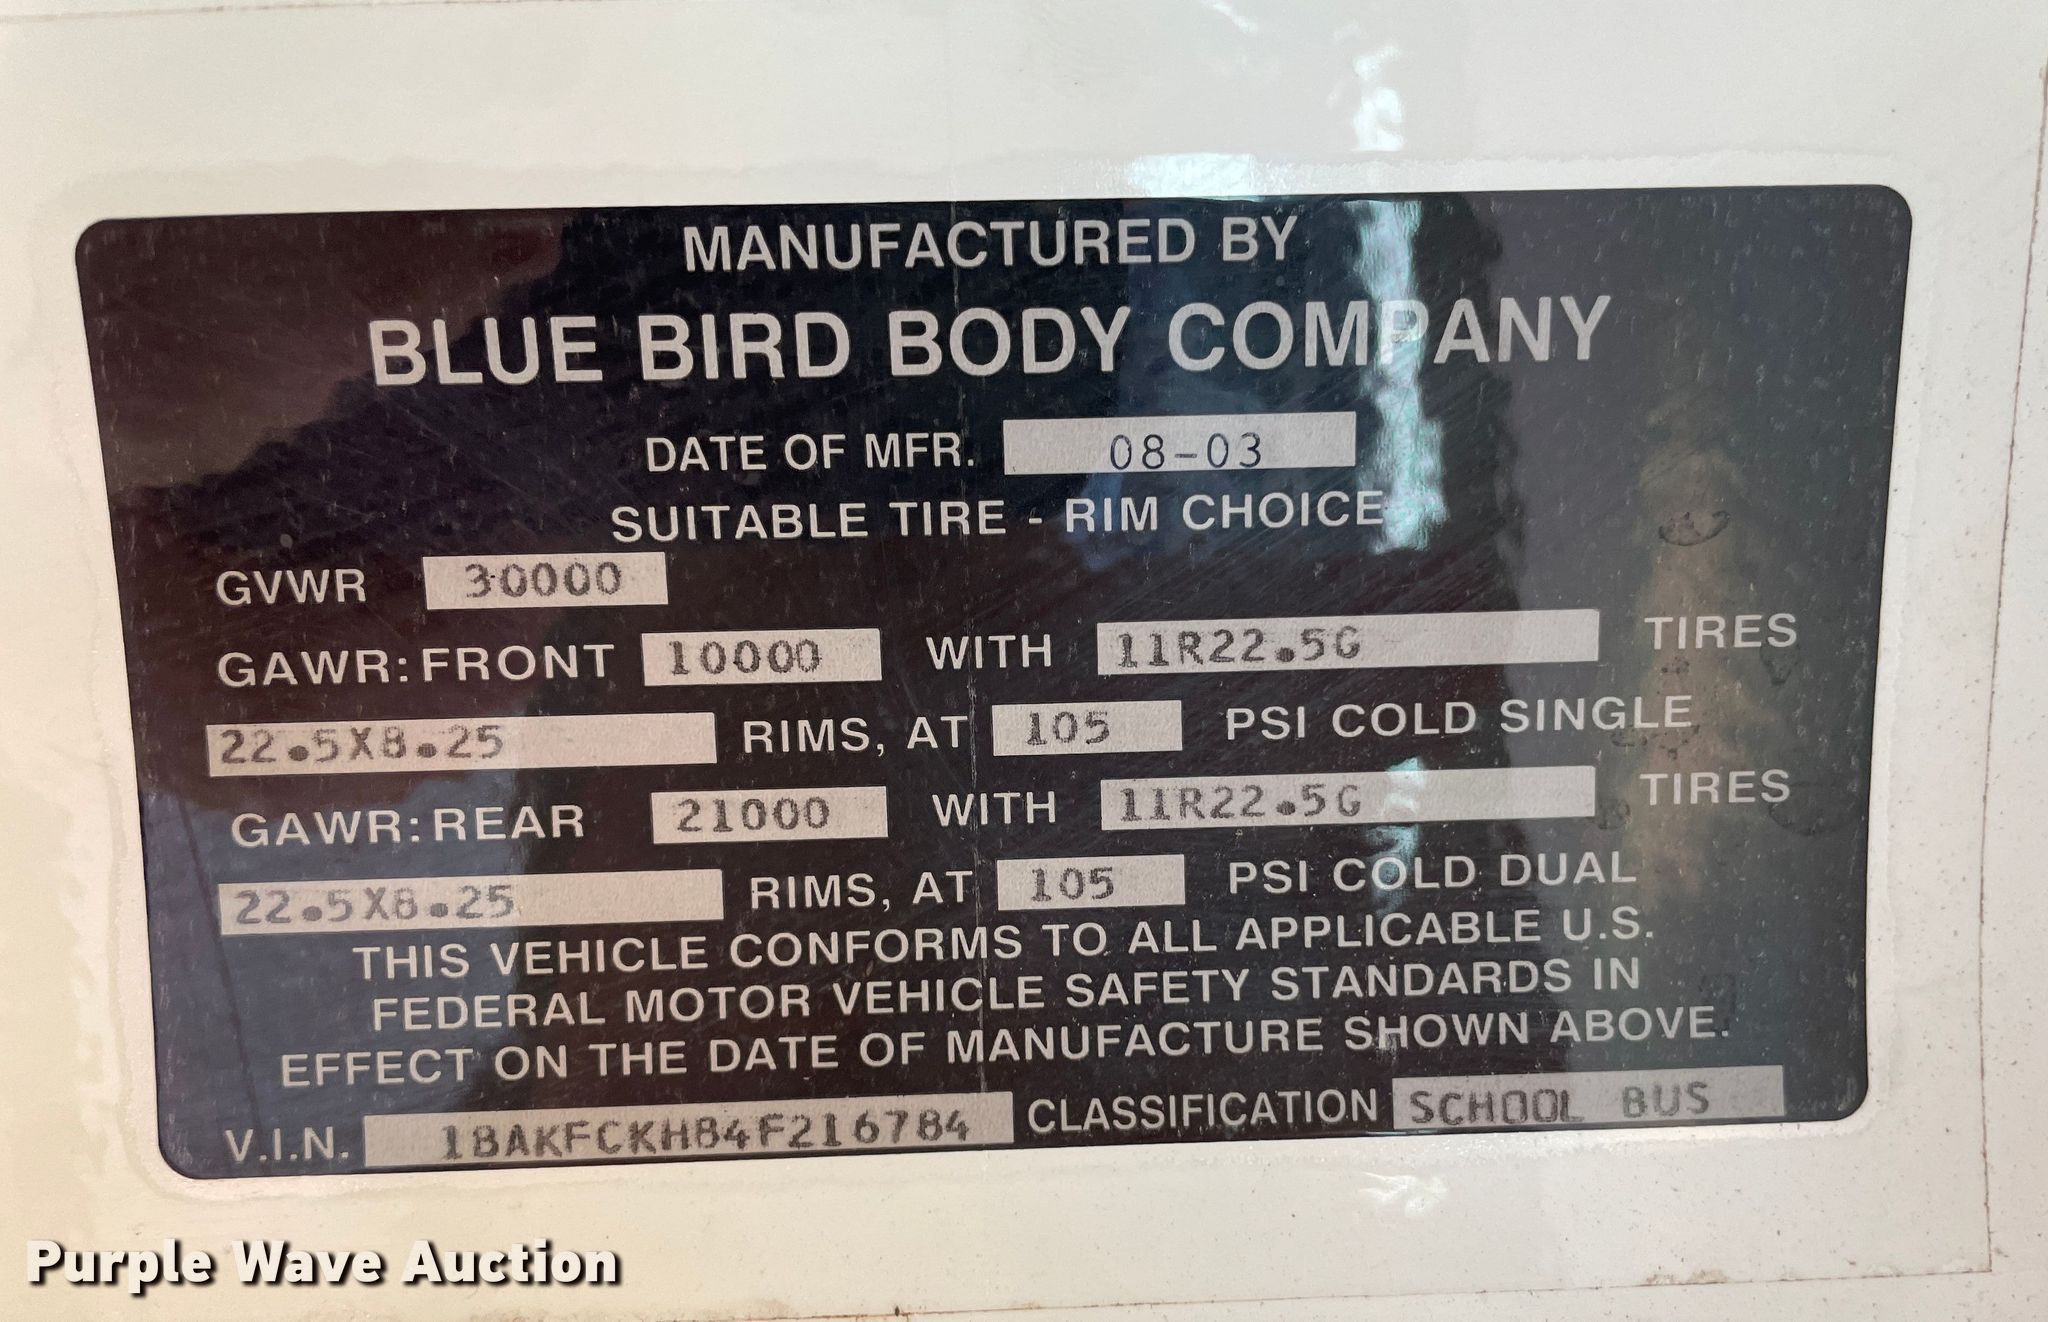 MANUFACTURED BY
BLUE BIRD BODY COMPANY
DATE OF MFR. 08-03
SUITABLE TIRE - RIM CHOICE
GVWR 30000
GAWR: FRONT 10000 WITH 11R22.5G TIRES
22.5X8.25 RIMS, AT 105 PSI COLD SINGLE
GAWR: REAR 21000 WITH 11R22.5G TIRES
22.5X8.25 RIMS, AT 105 PSI COLD DUAL
THIS VEHICLE CONFORMS TO ALL APPLICABLE U.S.
FEDERAL MOTOR VEHICLE SAFETY STANDARDS IN
EFFECT ON THE DATE OF MANUFACTURE SHOWN ABOVE.
V.I.N. 1BAKFCKH84F216784 CLASSIFICATION SCHOOL BUS
Purple Wave Auction